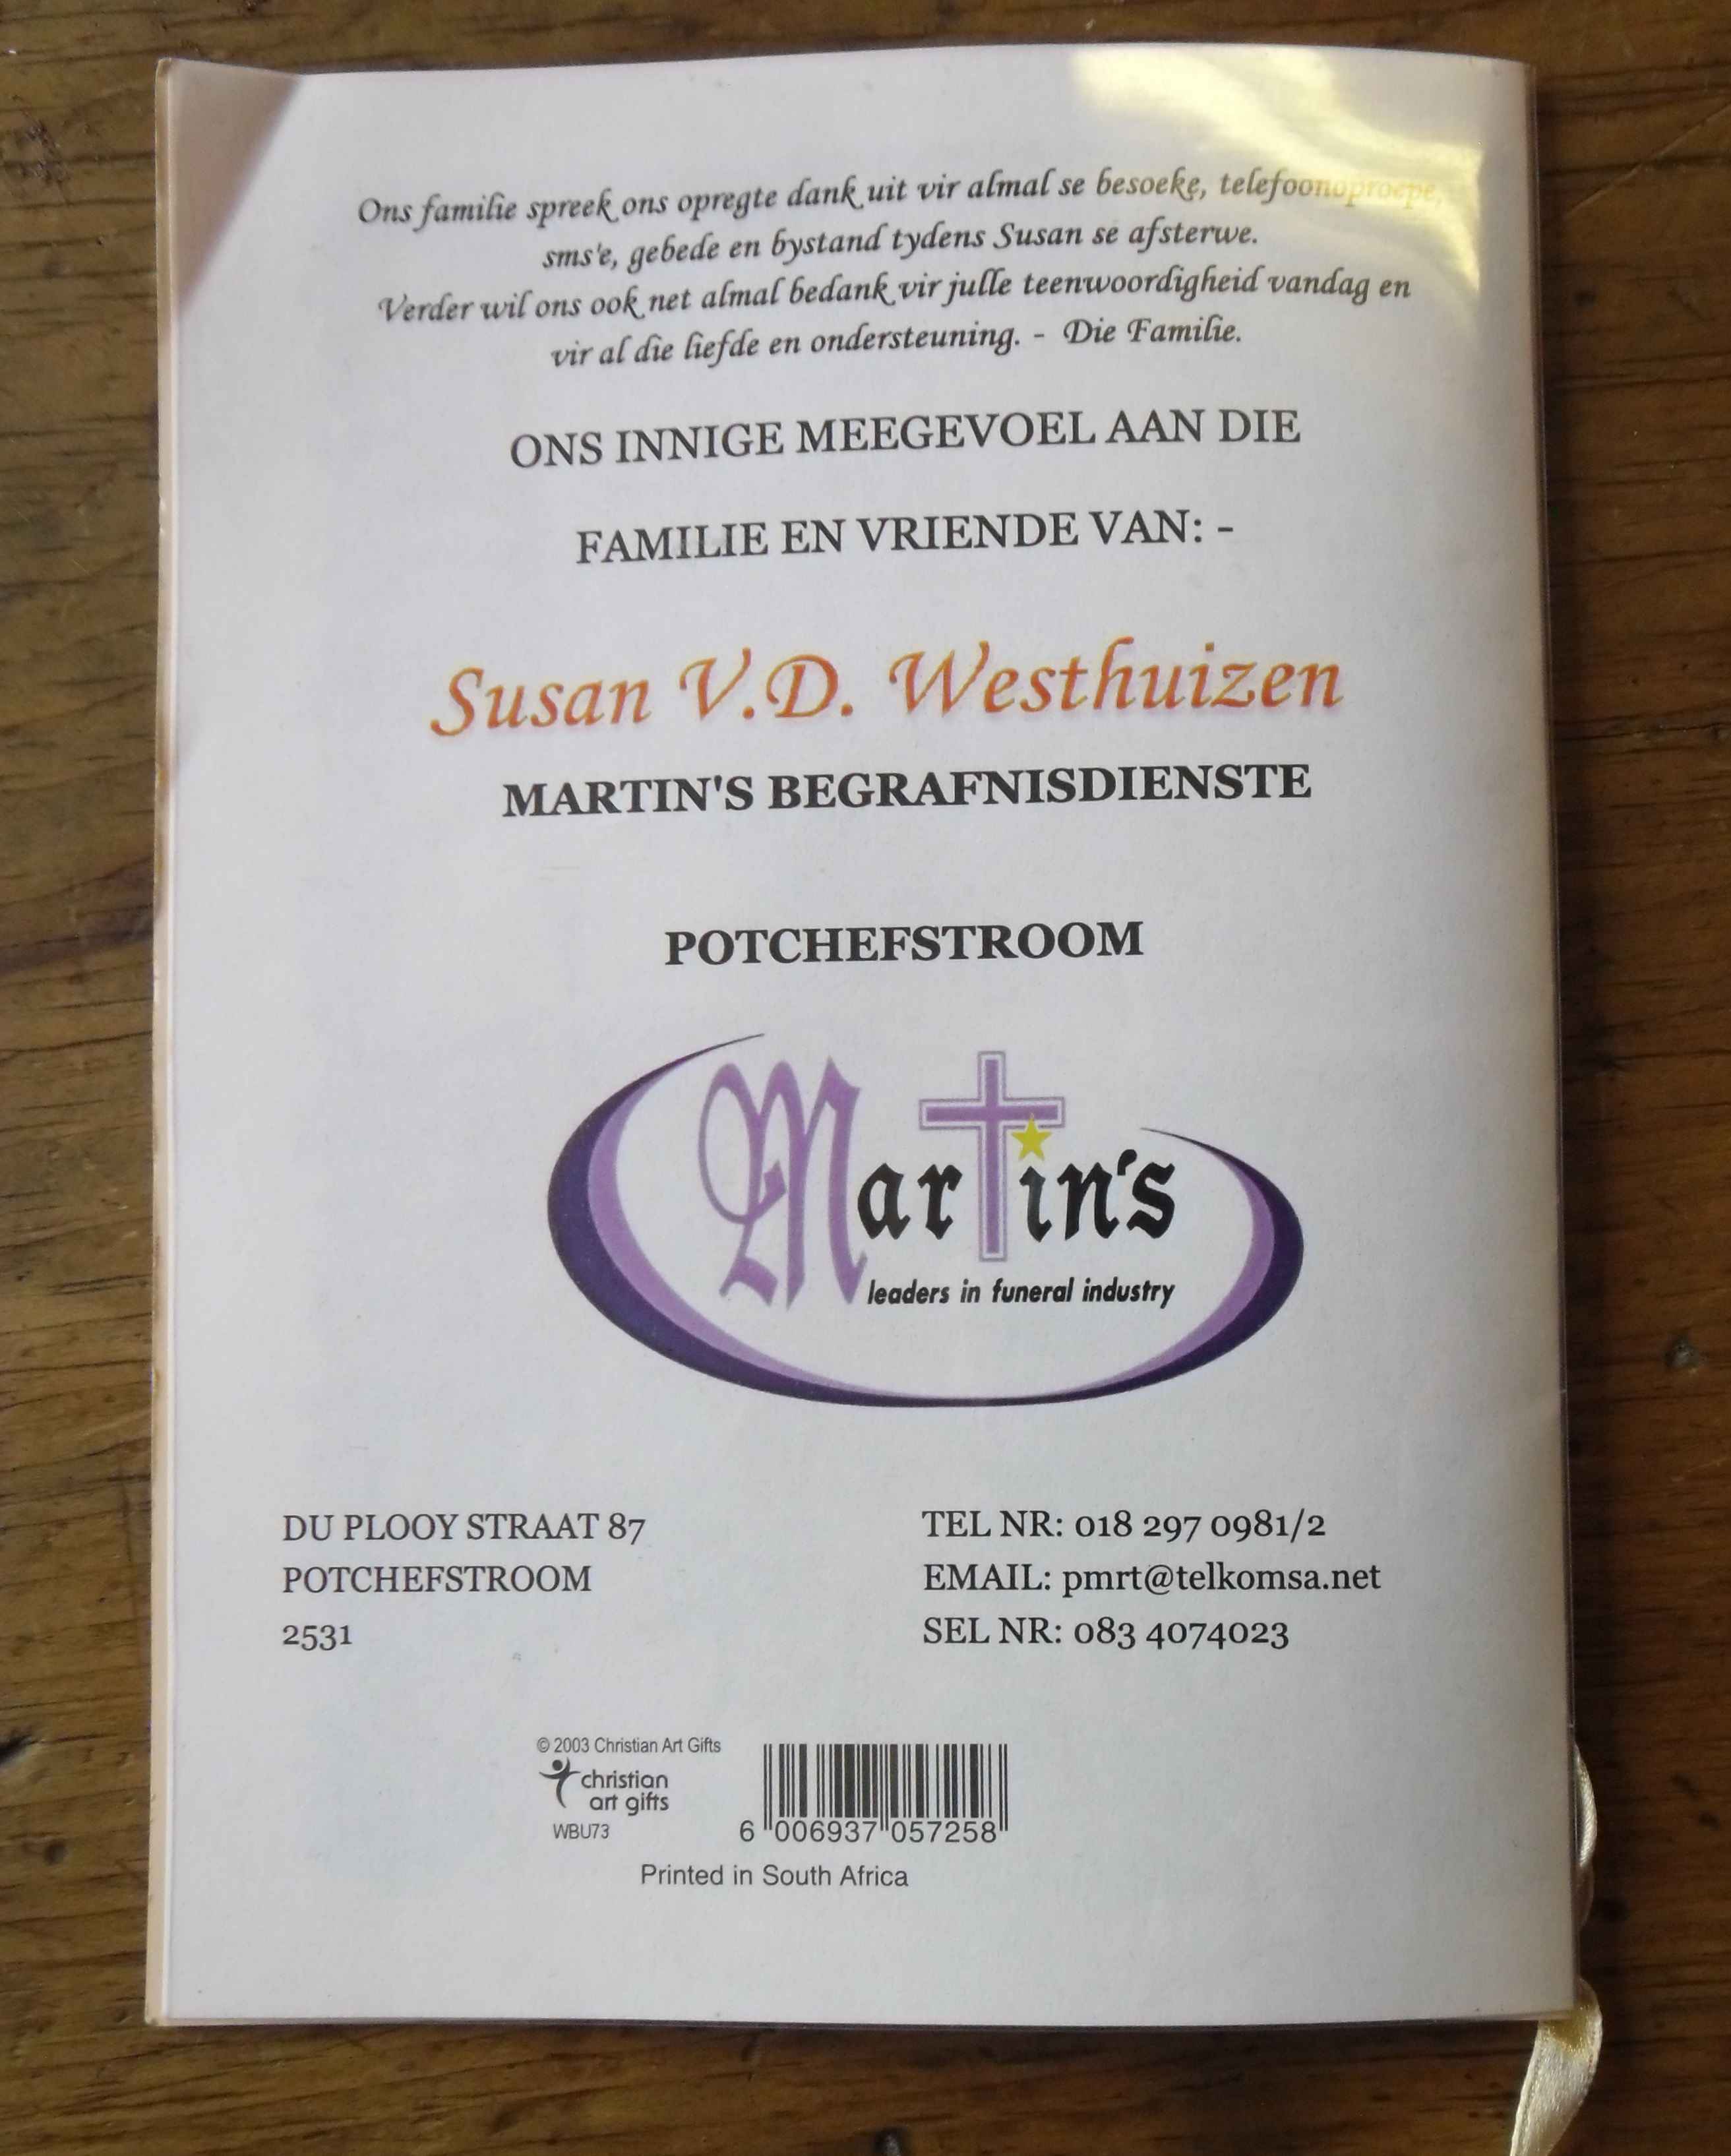 Ons familie spreek ons opregte dank uit vir almal se besoeke, telefoonoproepe,
sms'e, gebede en bystand tydens Susan se afsterwe.
Verder wil ons ook net almal bedank vir julle teenwoordigheid vandag en
vir al die liefde en ondersteuning. - Die Familie.
ONS INNIGE MEEGEVOEL AAN DIE
FAMILIE EN VRIENDE VAN: -
Susan V.D. Westhuizen
MARTIN'S BEGRAFNISDIENSTE
POTCHEFSTROOM
Martin's
leaders in funeral industry
DU PLOOY STRAAT 87
POTCHEFSTROOM
2531
TEL NR: 018 297 0981/2
EMAIL: pmrt@telkomsa.net
SEL NR: 083 4074023
© 2003 Christian Art Gifts
christian
art gifts
WBU73
6 006937 057258
Printed in South Africa